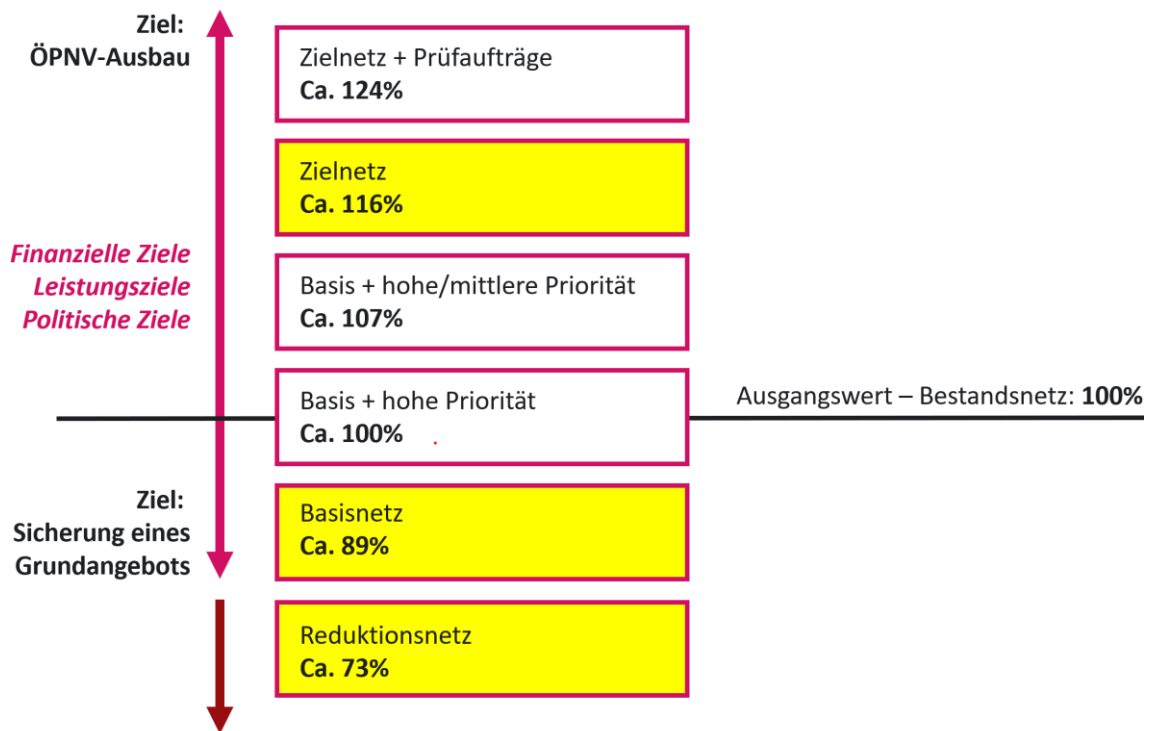 Ziel:
ÖPNV-Ausbau
Zielnetz + Prüfaufträge
Ca. 124%
Zielnetz
Ca. 116%
Finanzielle Ziele
Leistungsziele
Politische Ziele
Basis + hohe/mittlere Priorität
Ca. 107%
Basis + hohe Priorität
Ca. 100%
Ausgangswert – Bestandsnetz: 100%
Ziel:
Sicherung eines
Grundangebots
Basisnetz
Ca. 89%
Reduktionsnetz
Ca. 73%